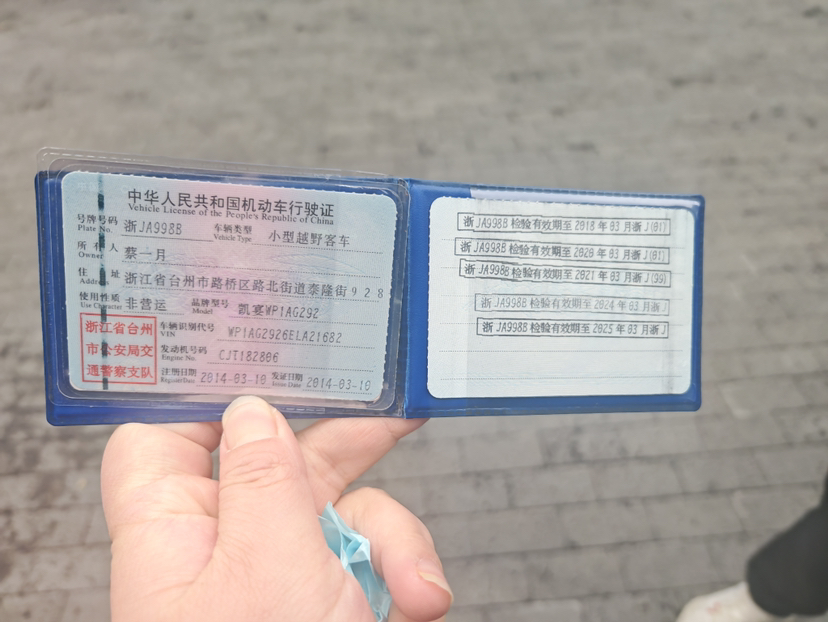 中华人民共和国机动车行驶证
Vehicle License of the People's Republic of China
号牌号码 浙JA998B 车辆类型 小型越野客车
Plate No. Vehicle Type
所有人 蔡一月
Owner
住址 浙江省台州市路桥区路北街道泰隆街928
Address
使用性质 非营运 品牌型号 凯宴WP1AG292
Use Character Model
浙江省台州
市公安局交
通警察支队
车辆识别代号 WP1AG2926ELA21682
VIN
发动机号码 CJT182806
Engine No.
注册日期 2014-03-10 发证日期 2014-03-10
Register Date Issue Date
浙JA998B 检验有效期至 2018年03月浙J(01)
浙JA998B 检验有效期至 2020年03月浙J(01)
浙JA998B 检验有效期至 2021年03月浙J(99)
浙JA998B 检验有效期至 2024年03月浙J
浙JA998B 检验有效期至 2025年03月浙J